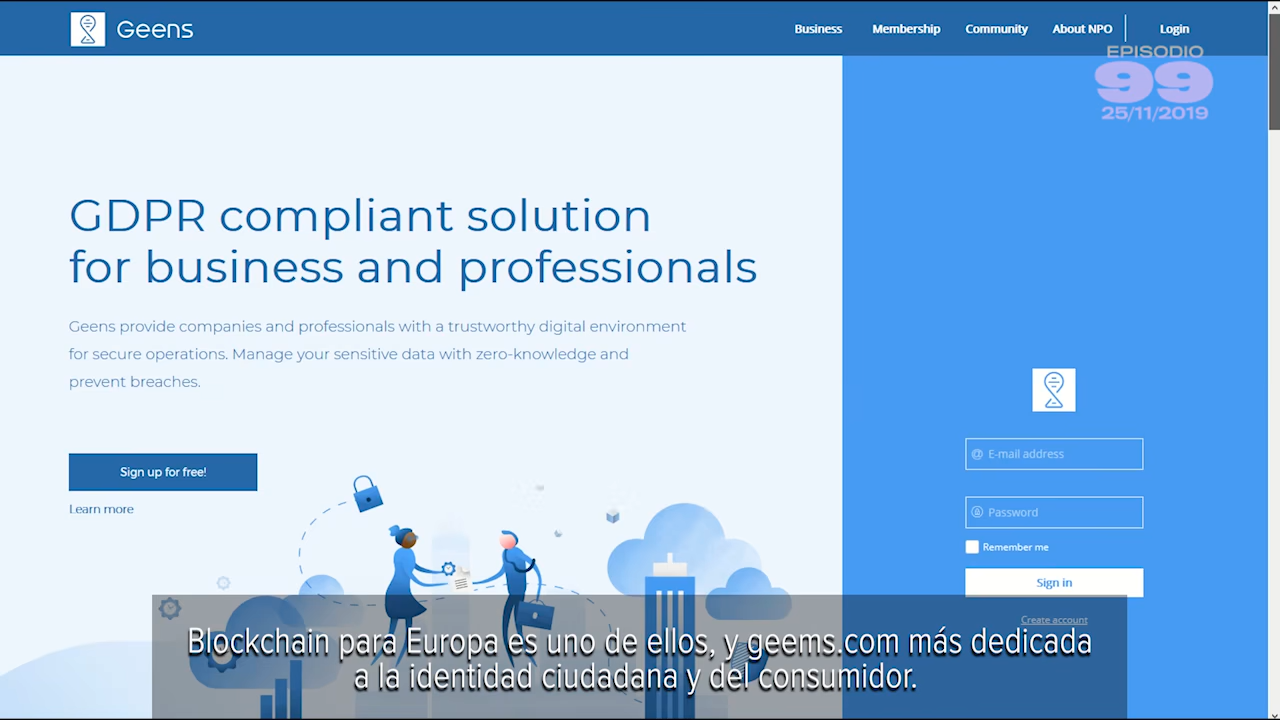 Geens
Business Membership Community About NPO Login
EPISODIO
99
25/11/2019
GDPR compliant solution
for business and professionals
Geens provide companies and professionals with a trustworthy digital environment
for secure operations. Manage your sensitive data with zero-knowledge and
prevent breaches.
Sign up for free!
Learn more
E-mail address
Password
Remember me
Sign in
Create account
Blockchain para Europa es uno de ellos, y geems.com más dedicada
a la identidad ciudadana y del consumidor.